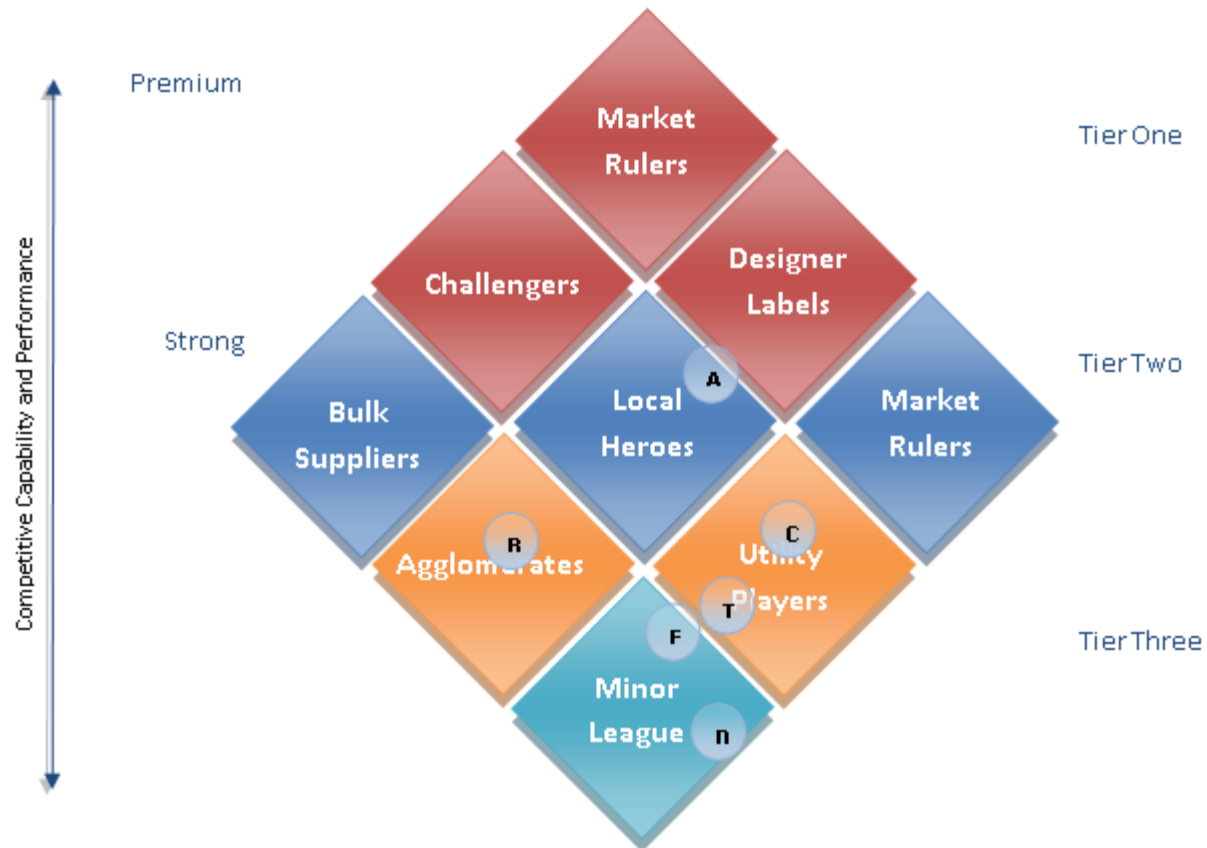 Premium
Market
Rulers
Tier One
Challengers
Designer
Labels
Strong
Tier Two
Bulk
Suppliers
Local
Heroes
A
Market
Rulers
Competitive Capability and Performance
R
Agglomerates
C
Utility
Players
T
F
Tier Three
Minor
League
n